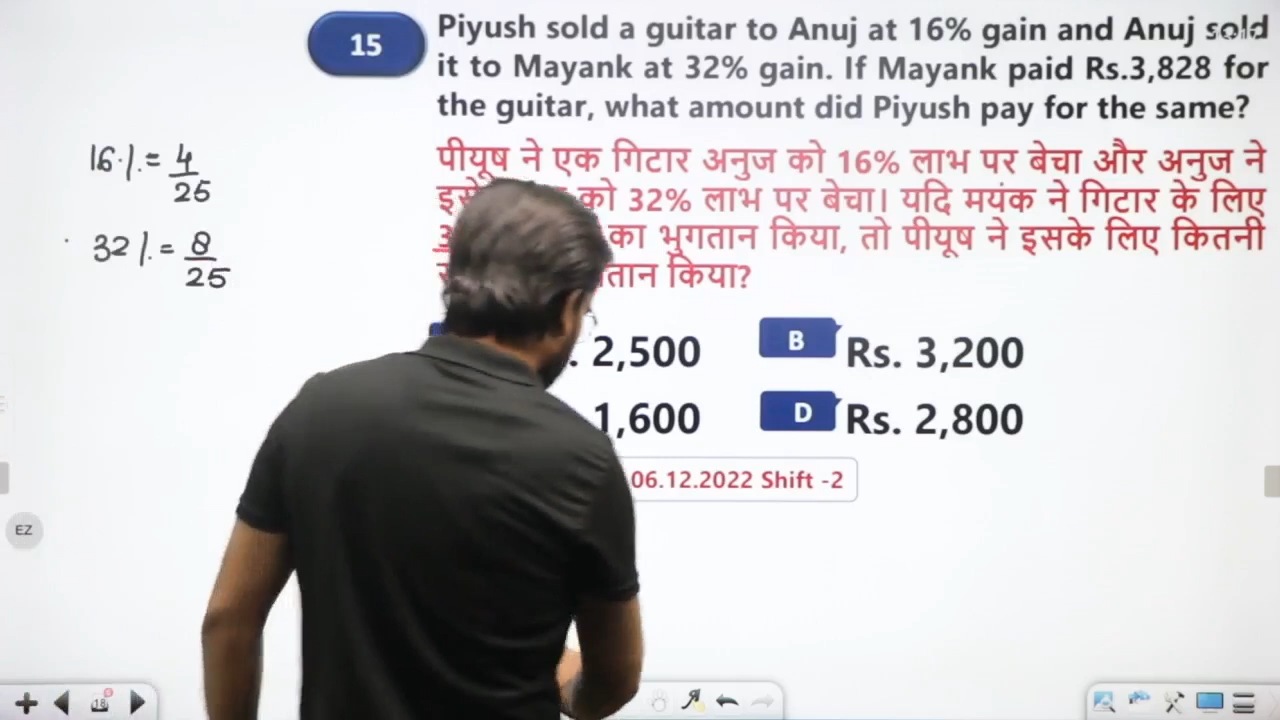 15
Piyush sold a guitar to Anuj at 16% gain and Anuj sold
it to Mayank at 32% gain. If Mayank paid Rs.3,828 for
the guitar, what amount did Piyush pay for the same?
16%.= 4/25
32%.= 8/25
पीयूष ने एक गिटार अनुज को 16% लाभ पर बेचा और अनुज ने
को 32% लाभ पर बेचा। यदि मयंक ने गिटार के लिए
का भुगतान किया, तो पीयूष ने इसके लिए कितनी
किया?
2,500
B Rs. 3,200
1,600
D Rs. 2,800
06.12.2022 Shift -2
EZ
18